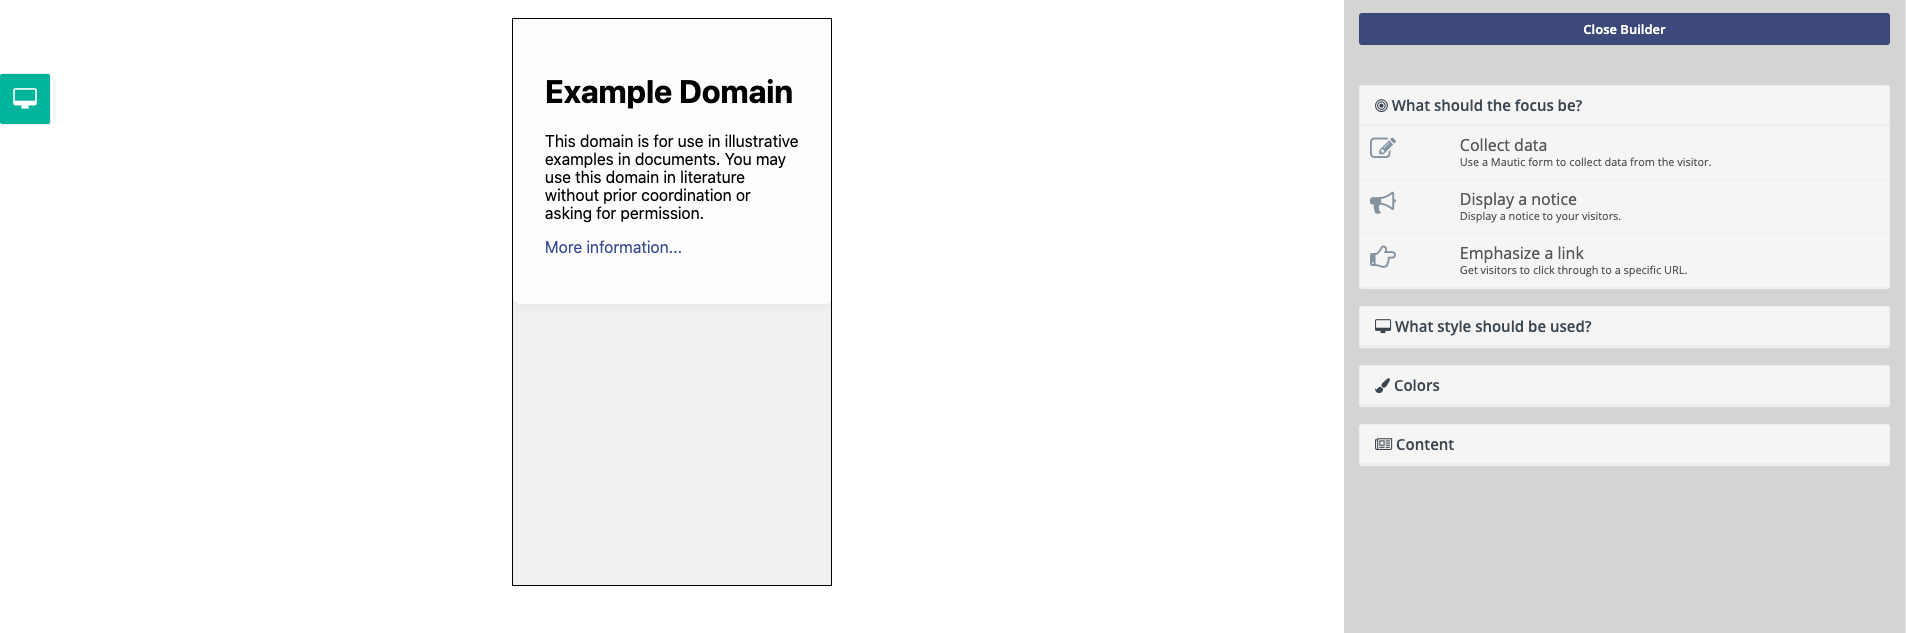 Example Domain
This domain is for use in illustrative
examples in documents. You may
use this domain in literature
without prior coordination or
asking for permission.
More information...
Close Builder
What should the focus be?
Collect data
Use a Mautic form to collect data from the visitor.
Display a notice
Display a notice to your visitors.
Emphasize a link
Get visitors to click through to a specific URL.
What style should be used?
Colors
Content